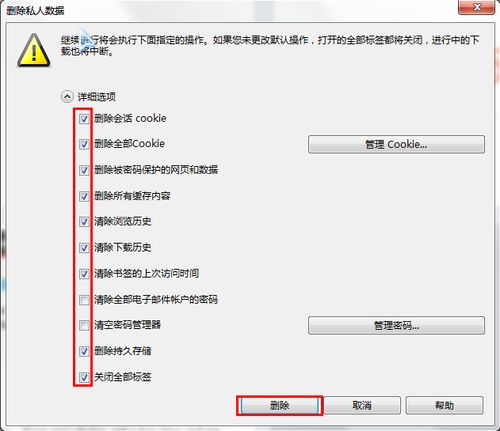 删除私人数据
继续执行将会执行下面指定的操作。如果您未更改默认操作，打开的全部标签都将关闭，进行中的下
载也将中断。
详细选项
删除会话 cookie
删除全部Cookie
管理 Cookie...
删除被密码保护的网页和数据
删除所有缓存内容
清除浏览历史
清除下载历史
清除书签的上次访问时间
清除全部电子邮件帐户的密码
清空密码管理器
管理密码...
删除持久存储
关闭全部标签
删除
取消
帮助